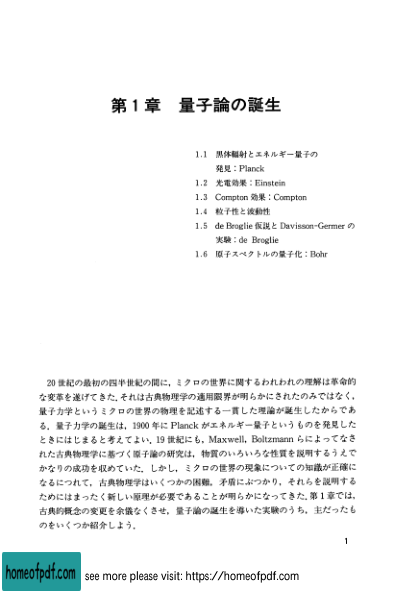 第1章　量子論の誕生
1.1　黒体輻射とエネルギー量子の
発見：Planck
1.2　光電効果：Einstein
1.3　Compton 効果：Compton
1.4　粒子性と波動性
1.5　de Broglie 仮説と Davisson-Germer の
実験：de Broglie
1.6　原子スペクトルの量子化：Bohr
20 世紀の最初の四半世紀の間に，ミクロの世界に関するわれわれの理解は革命的
な変革を遂げてきた．それは古典物理学の適用限界が明らかにされたのみではなく，
量子力学というミクロの世界の物理を記述する一貫した理論が誕生したからであ
る．量子力学の誕生は，1900 年に Planck がエネルギー量子というものを発見した
ときにはじまると考えてよい．19 世紀にも，Maxwell，Boltzmann らによってなさ
れた古典物理学に基づく原子論の研究は，物質のいろいろな性質を説明するうえで
かなりの成功を収めていた．しかし，ミクロの世界の現象についての知識が正確に
なるにつれて，古典物理学はいくつかの困難，矛盾にぶつかり，それらを説明する
ためにはまったく新しい原理が必要であることが明らかになってきた．第1章では，
古典的概念の変更を余儀なくさせ，量子論の誕生を導いた実験のうち，主だったも
のをいくつか紹介しよう．
1
homeofpdf.com
see more please visit: https://homeofpdf.com